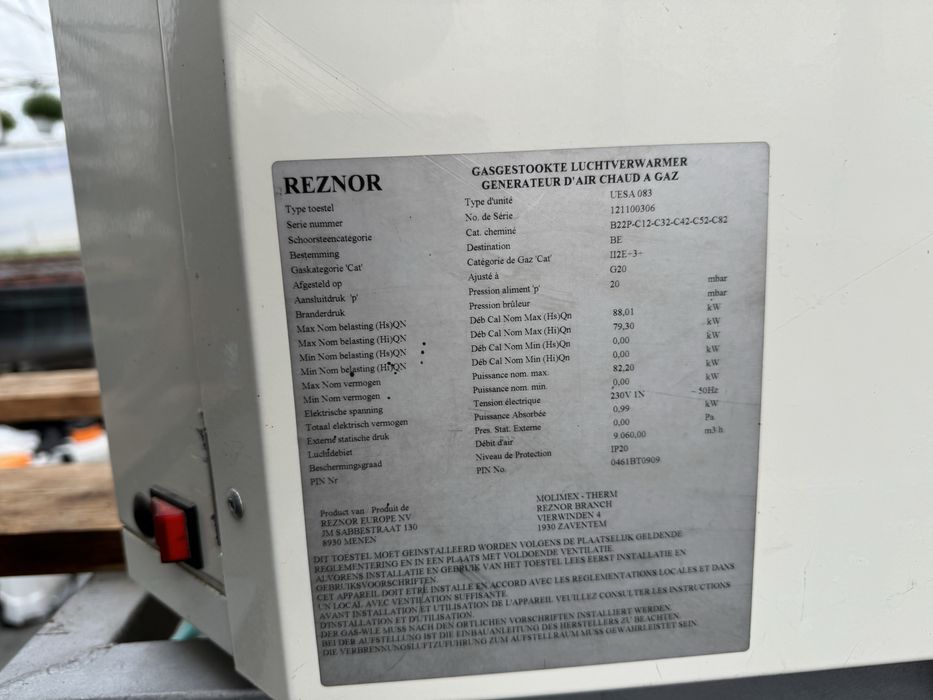 REZNOR
GASGESTOOKTE LUCHTVERWARMER
GENERATEUR D'AIR CHAUD A GAZ
Type toestel Type d'unité UESA 083
Serie nummer No. de Série 121100306
Schoorsteencategorie Cat. cheminé B22P-C12-C32-C42-C52-C82
Bestemming Destination BE
Gaskategorie 'Cat' Catégorie de Gaz 'Cat' II2E+3+
Afgesteld op Ajusté à G20
Aansluitdruk 'p' Pression aliment 'p' 20 mbar
Branderdruk Pression brûleur mbar
Max Nom belasting (Hs)QN Déb Cal Nom Max (Hs)Qn 88,01 kW
Max Nom belasting (Hi)QN Déb Cal Nom Max (Hi)Qn 79,30 kW
Min Nom belasting (Hs)QN Déb Cal Nom Min (Hs)Qn 0,00 kW
Min Nom belasting (Hi)QN Déb Cal Nom Min (Hi)Qn 0,00 kW
Max Nom vermogen Puissance nom. max. 82,20 kW
Min Nom vermogen Puissance nom. min. 0,00 kW
Elektrische spanning Tension électrique 230V 1N ~50Hz
Totaal elektrisch vermogen Puissance Absorbée 0,99 kW
Externe statische druk Pres. Stat. Externe 0,00 Pa
Luchtdebiet Débit d'air 9.060,00 m3/h
Beschermingsgraad Niveau de Protection IP20
PIN Nr PIN No. 0461BT0909
Product van / Produit de
REZNOR EUROPE NV
JM SABBESTRAAT 130
8930 MENEN
MOLIMEX - THERM
REZNOR BRANCH
VIERWINDEN 4
1930 ZAVENTEM
DIT TOESTEL MOET GEINSTALLEERD WORDEN VOLGENS DE PLAATSELIJK GELDENDE
REGLEMENTERING EN IN EEN PLAATS MET VOLDOENDE VENTILATIE.
ALVORENS INSTALLATIE EN GEBRUIK VAN HET TOESTEL LEES EERST INSTALLATIE EN
GEBRUIKSVOORSCHRIFTEN.
CET APPAREIL DOIT ETRE INSTALLE EN ACCORD AVEC LES REGLEMENTATIONS LOCALES ET DANS
UN LOCAL AVEC VENTILATION SUFFISANTE.
AVANT INSTALLATION ET UTILISATION DE L'APPAREIL VEUILLEZ CONSULTER LES INSTRUCTIONS
D'INSTALLATION ET D'UTILISATION.
DER GAS-WLE MUSS NACH DEN ORTLICHEN VORSCHRIFTEN INSTALLIERT WERDEN.
BEI DER AUFSTELLUNG IST DIE EINBAUANLEITUNG DES HERSTELLERS ZU BEACHTEN.
DIE VERBRENNUNGSLUFTZUFUHRUNG ZUM AUFSTELLRAUM MUSS GEWAHRLEISTET SEIN.